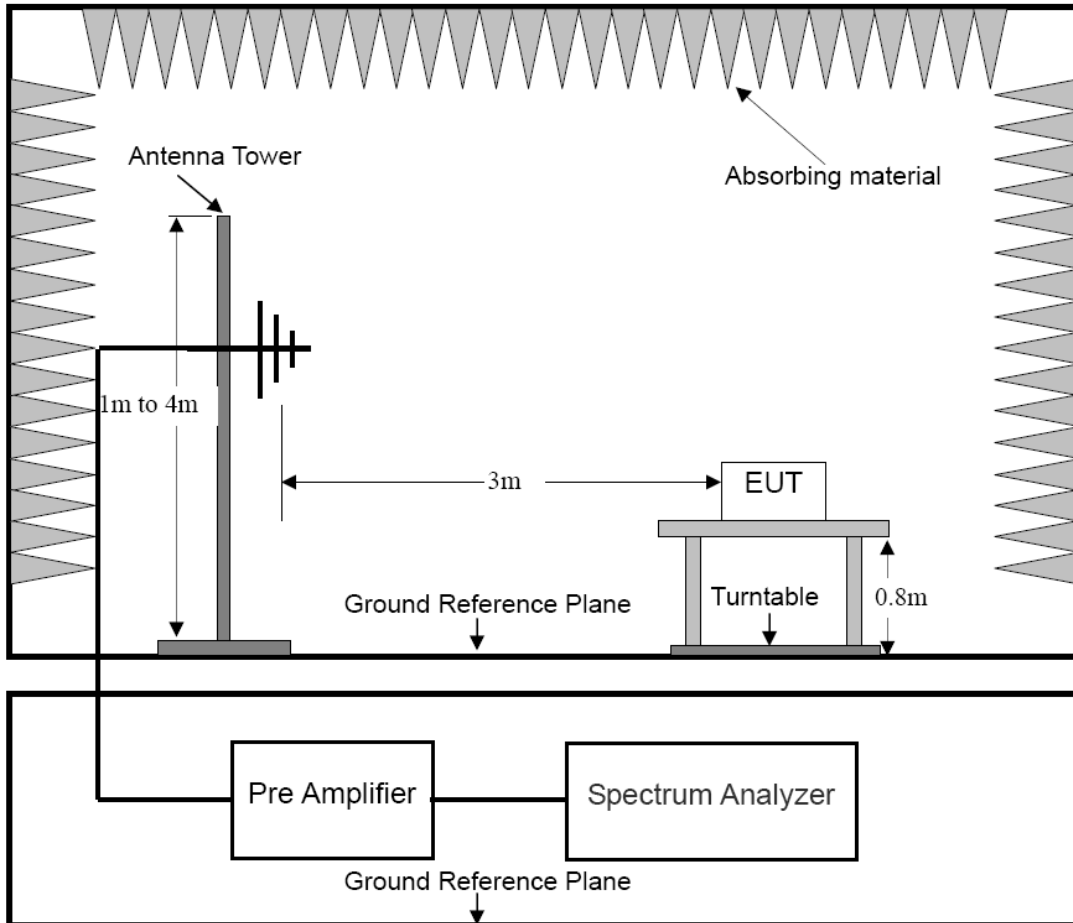 Antenna Tower
Absorbing material
1m to 4m
3m
EUT
0.8m
Ground Reference Plane
Turntable
Pre Amplifier
Spectrum Analyzer
Ground Reference Plane